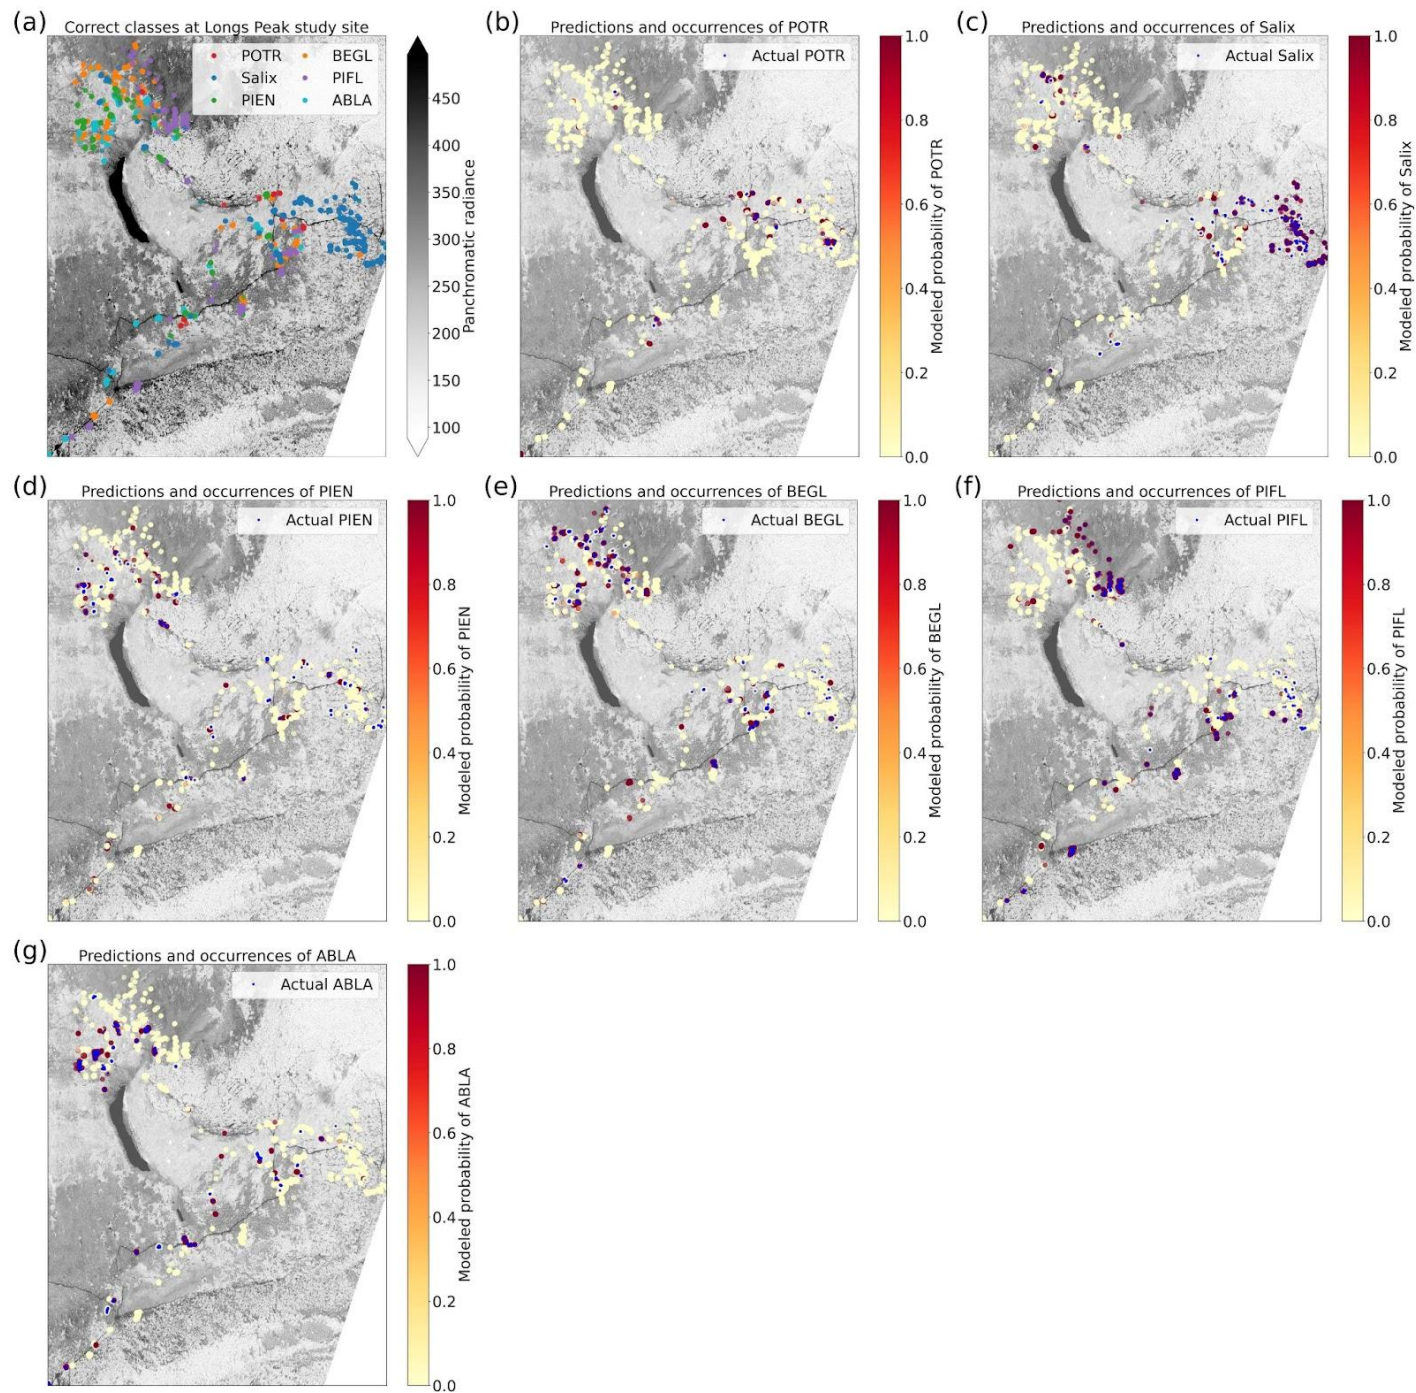 (a)
Correct classes at Longs Peak study site
POTR
BEGL
Salix
PIFL
PIEN
ABLA
450
400
350
300
250
200
150
100
Panchromatic radiance
(b)
Predictions and occurrences of POTR
Actual POTR
1.0
0.8
0.6
0.4
0.2
0.0
Modeled probability of POTR
(c)
Predictions and occurrences of Salix
Actual Salix
1.0
0.8
0.6
0.4
0.2
0.0
Modeled probability of Salix
(d)
Predictions and occurrences of PIEN
Actual PIEN
1.0
0.8
0.6
0.4
0.2
0.0
Modeled probability of PIEN
(e)
Predictions and occurrences of BEGL
Actual BEGL
1.0
0.8
0.6
0.4
0.2
0.0
Modeled probability of BEGL
(f)
Predictions and occurrences of PIFL
Actual PIFL
1.0
0.8
0.6
0.4
0.2
0.0
Modeled probability of PIFL
(g)
Predictions and occurrences of ABLA
Actual ABLA
1.0
0.8
0.6
0.4
0.2
0.0
Modeled probability of ABLA